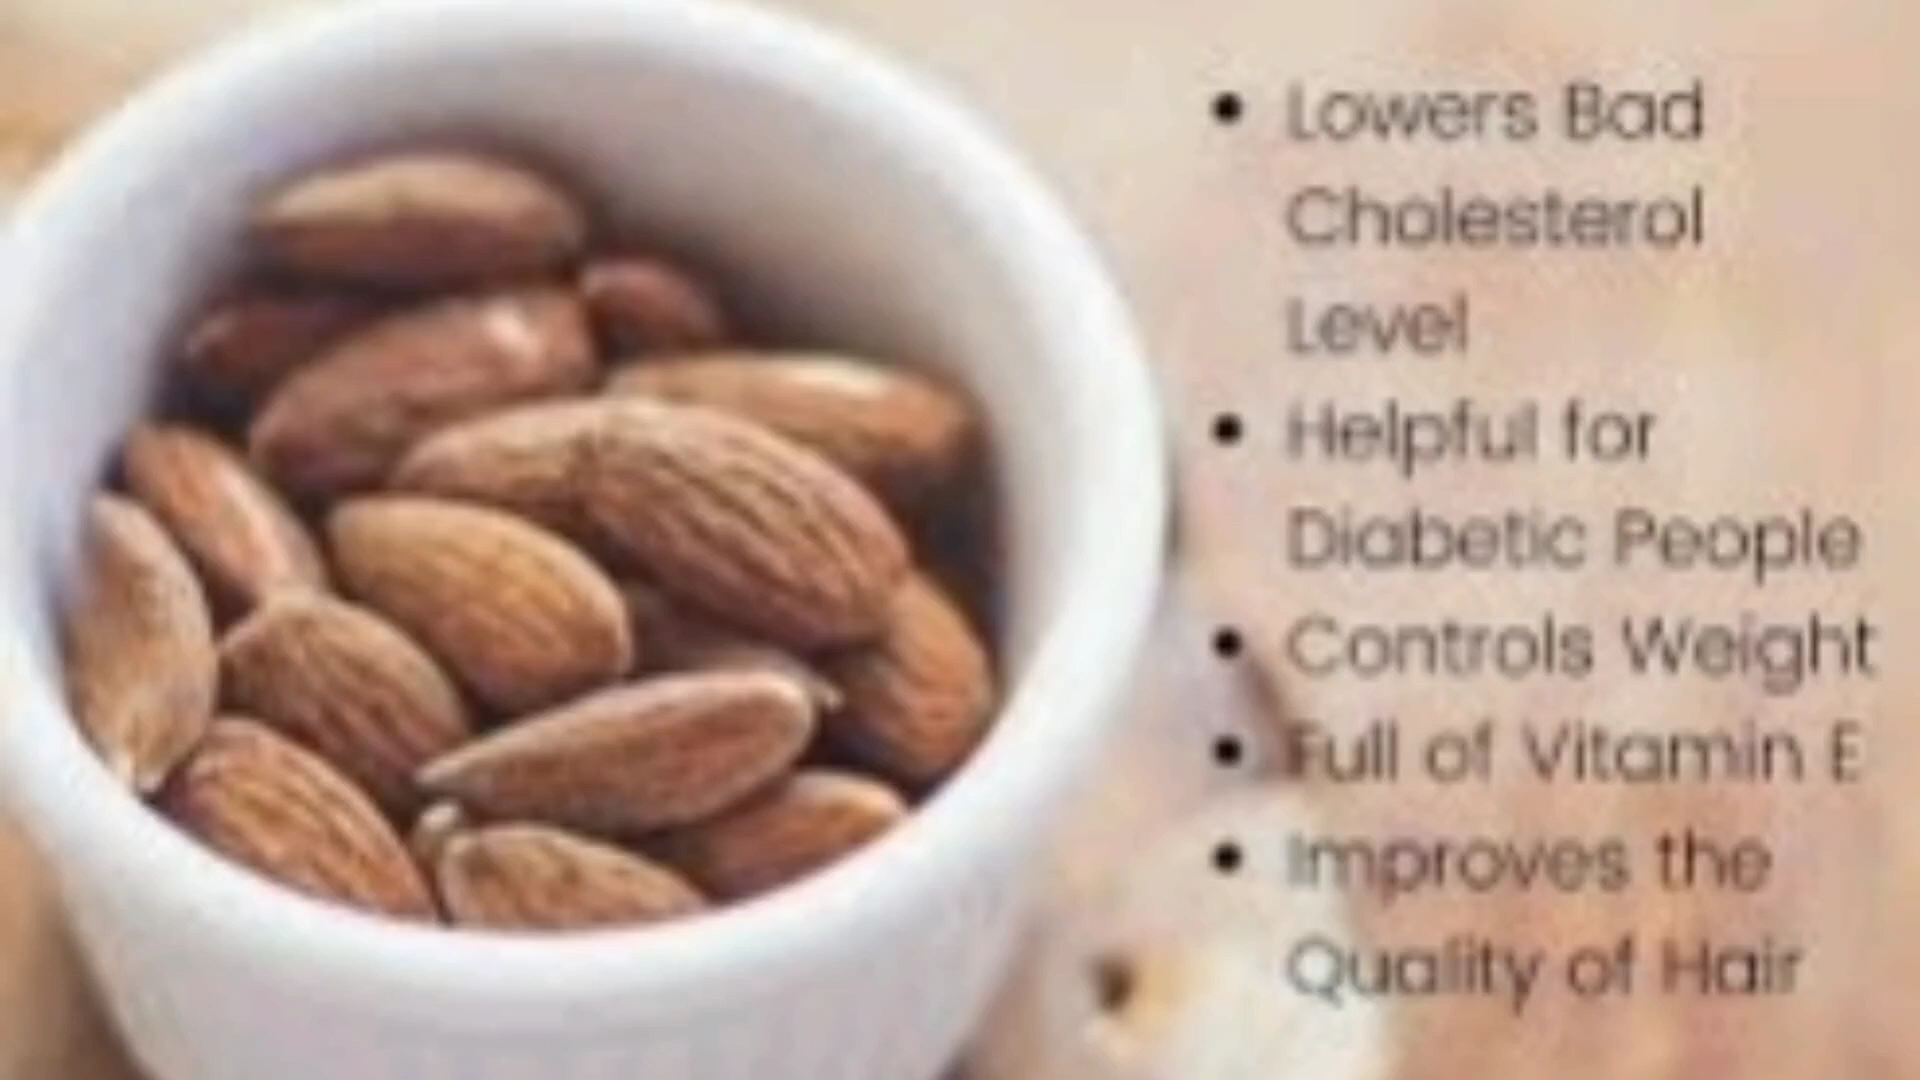 • Lowers Bad
Cholesterol
Level
• Helpful for
Diabetic People
• Controls Weight
• Full of Vitamin E
• Improves the
Quality of Hair